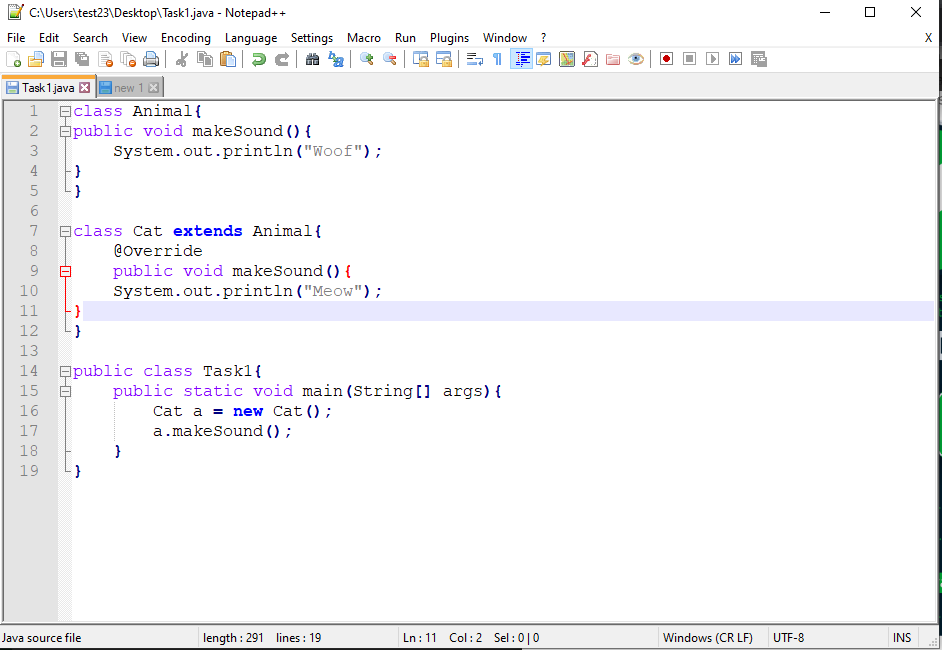 C:\Users\test23\Desktop\Task1.java - Notepad++
File Edit Search View Encoding Language Settings Macro Run Plugins Window ? X
Task1.java new 1
1 class Animal{
2 public void makeSound(){
3     System.out.println("Woof");
4 }
5 }
6
7 class Cat extends Animal{
8     @Override
9     public void makeSound(){
10     System.out.println("Meow");
11 }
12 }
13
14 public class Task1{
15     public static void main(String[] args){
16         Cat a = new Cat();
17         a.makeSound();
18     }
19 }
Java source file length : 291 lines : 19 Ln : 11 Col : 2 Sel : 0 | 0 Windows (CR LF) UTF-8 INS